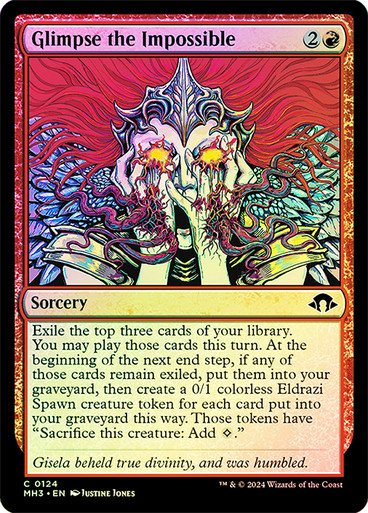 Glimpse the Impossible 2
Sorcery
Exile the top three cards of your library.
You may play those cards this turn. At the
beginning of the next end step, if any of
those cards remain exiled, put them into your
graveyard, then create a 0/1 colorless Eldrazi
Spawn creature token for each card put into
your graveyard this way. Those tokens have
“Sacrifice this creature: Add .”
Gisela beheld true divinity, and was humbled.
C 0124
MH3 • EN Justine Jones
™ & © 2024 Wizards of the Coast